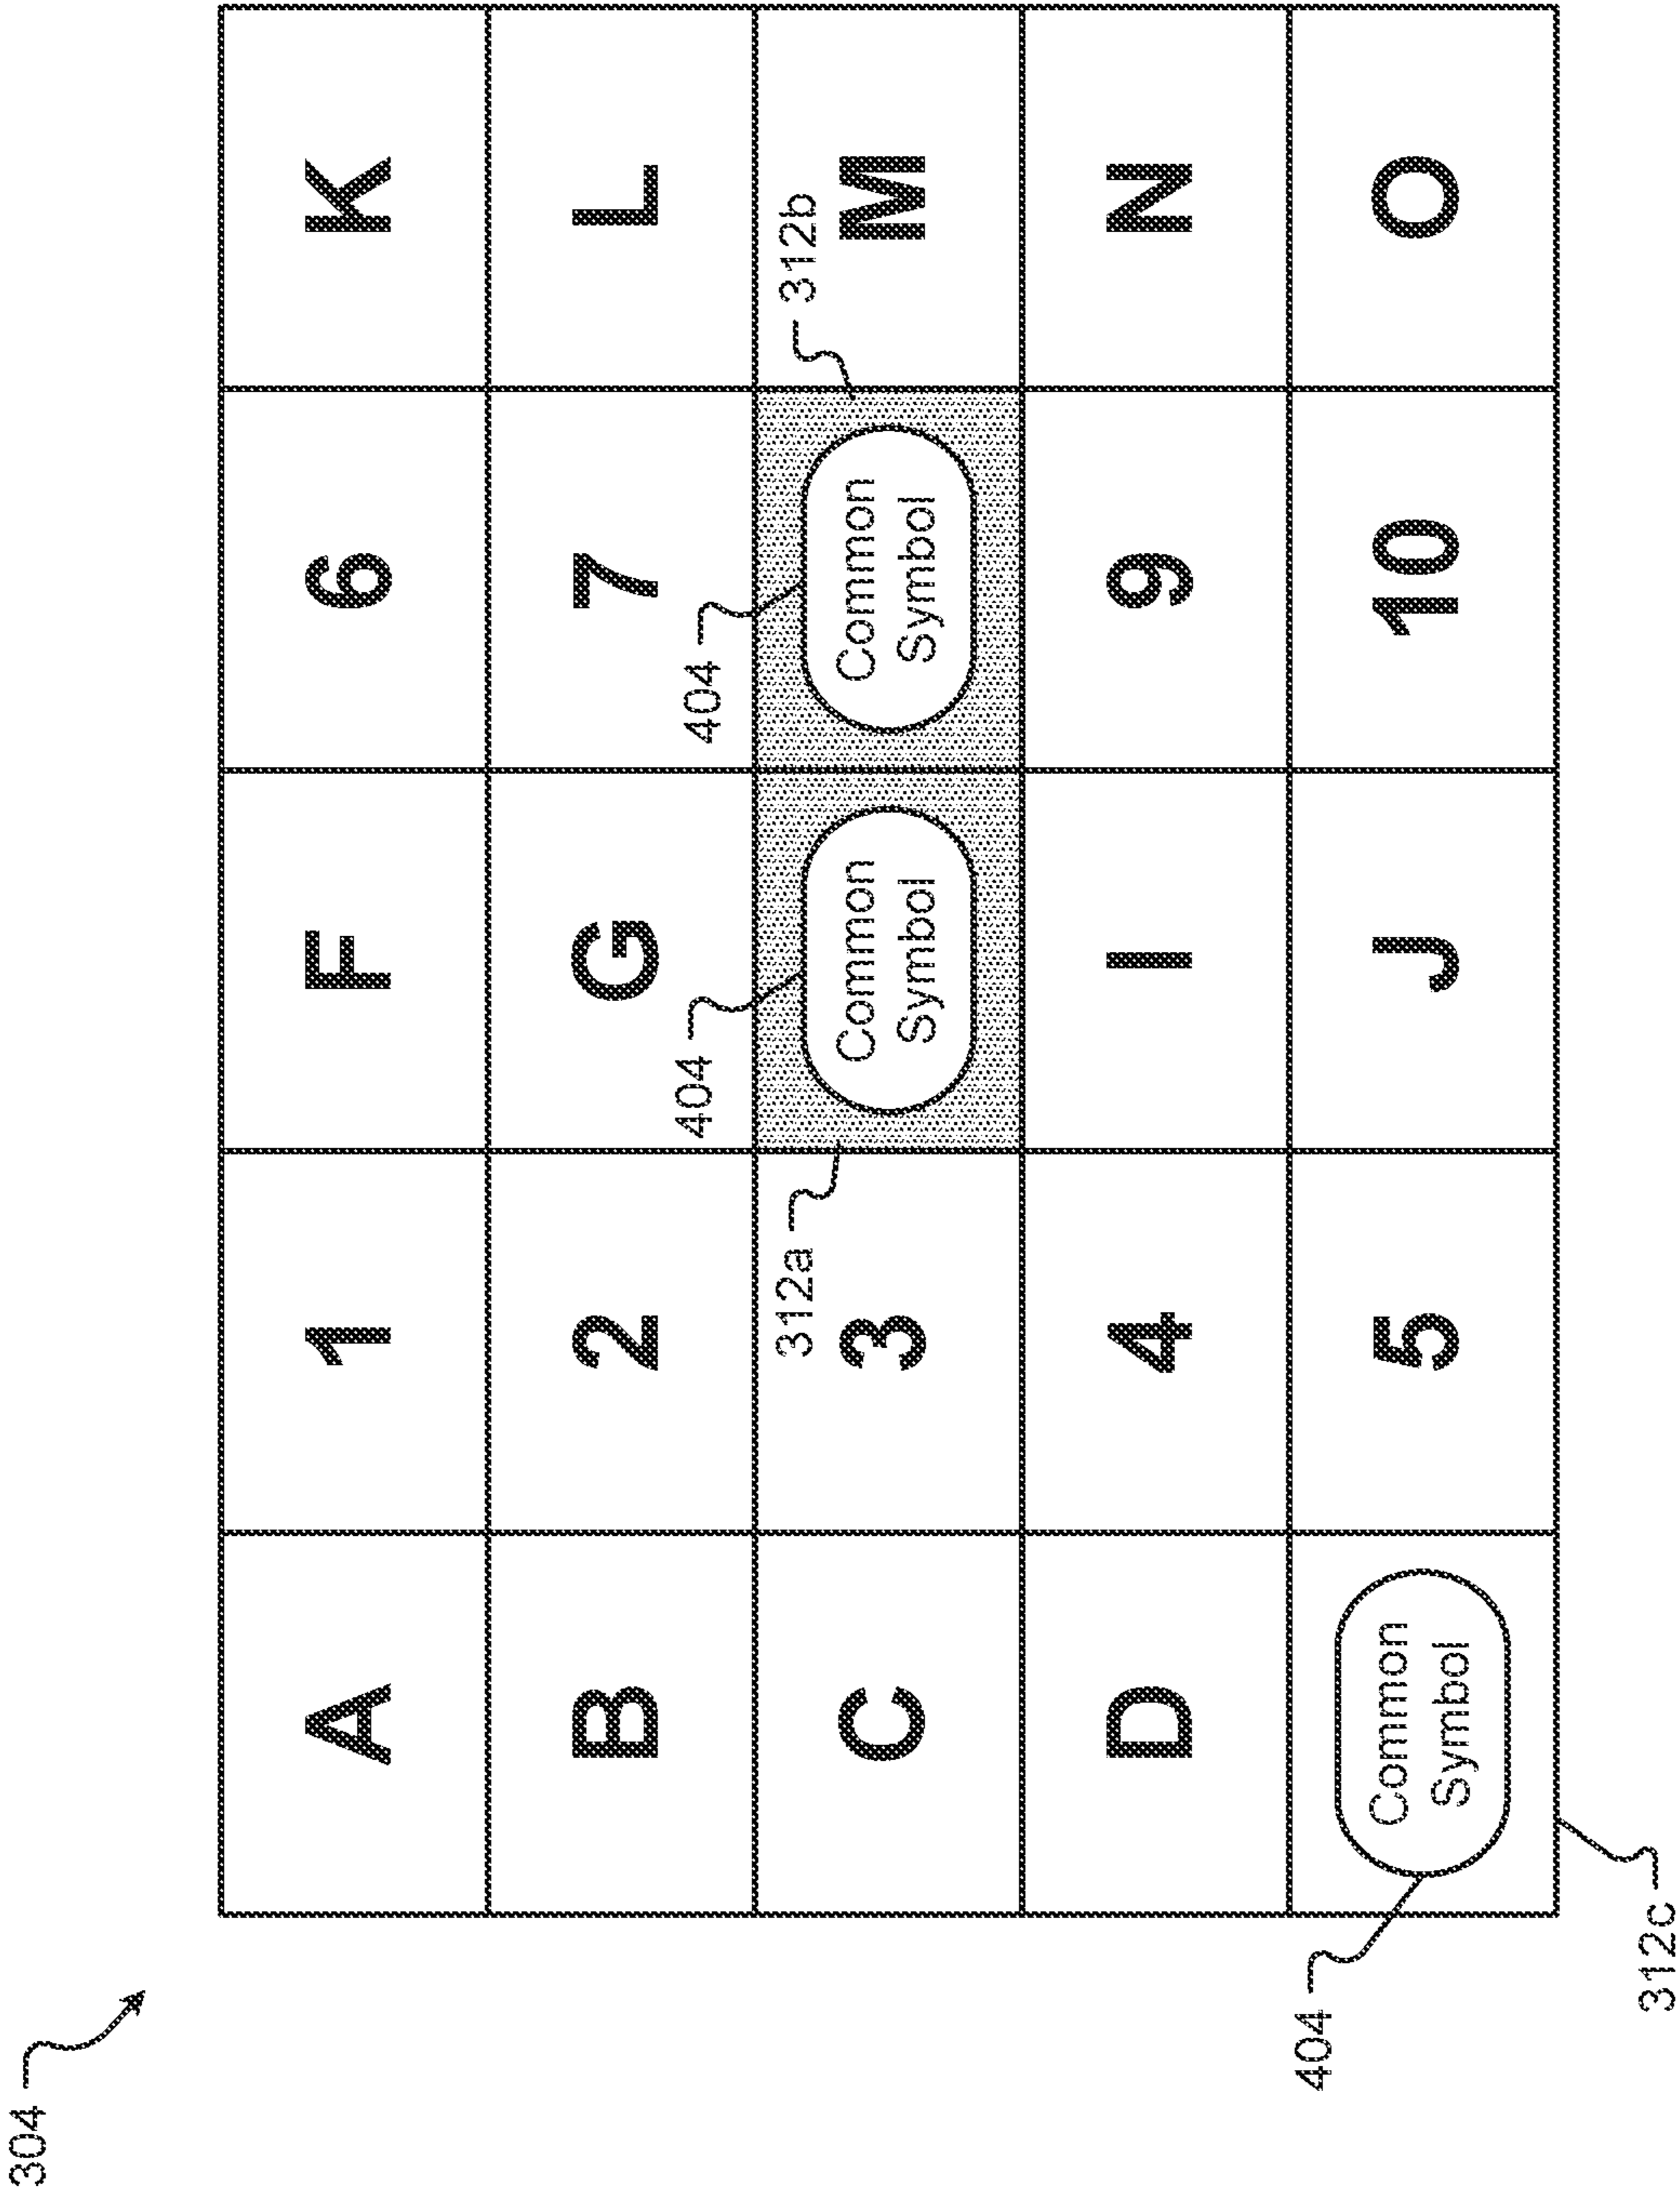 304
A 1 F 6 K
B 2 G 7 L
404 404
312a 312b
C 3 Common Common M
Symbol Symbol
D 4 I 9 N
404
Common 5 J 10 O
Symbol
312c